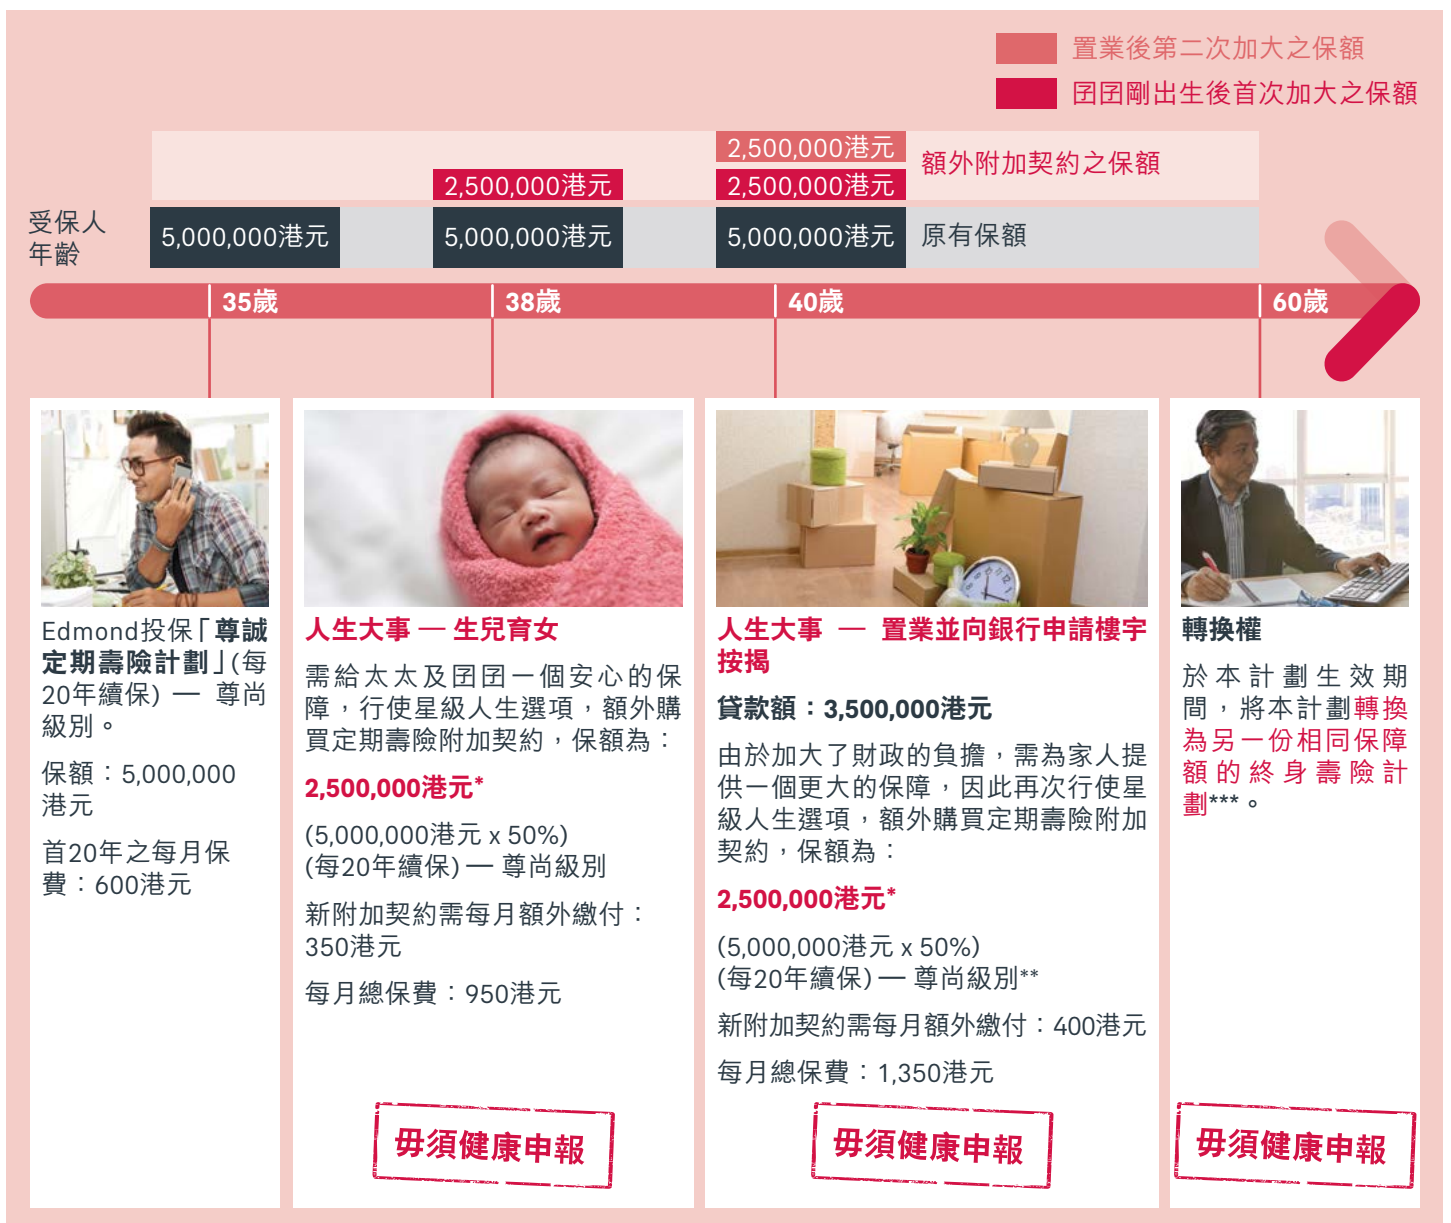 置業後第二次加大之保額
囝囝剛出生後首次加大之保額
2,500,000港元
額外附加契約之保額
2,500,000港元
2,500,000港元
受保人
年齡
5,000,000港元
5,000,000港元
5,000,000港元
原有保額
35歲
38歲
40歲
60歲
Edmond投保「尊誠
定期壽險計劃」(每
20年續保) — 尊尚
級別。
保額：5,000,000
港元
首20年之每月保
費：600港元
人生大事 — 生兒育女
需給太太及囝囝一個安心的保
障，行使星級人生選項，額外購
買定期壽險附加契約，保額為：
2,500,000港元*
(5,000,000港元 x 50%)
(每20年續保) — 尊尚級別
新附加契約需每月額外繳付：
350港元
每月總保費：950港元
毋須健康申報
人生大事 — 置業並向銀行申請樓宇
按揭
貸款額：3,500,000港元
由於加大了財政的負擔，需為家人提
供一個更大的保障，因此再次行使星
級人生選項，額外購買定期壽險附加
契約，保額為：
2,500,000港元*
(5,000,000港元 x 50%)
(每20年續保) — 尊尚級別**
新附加契約需每月額外繳付：400港元
每月總保費：1,350港元
毋須健康申報
轉換權
於本計劃生效期
間，將本計劃轉換
為另一份相同保障
額的終身壽險計
劃***。
毋須健康申報